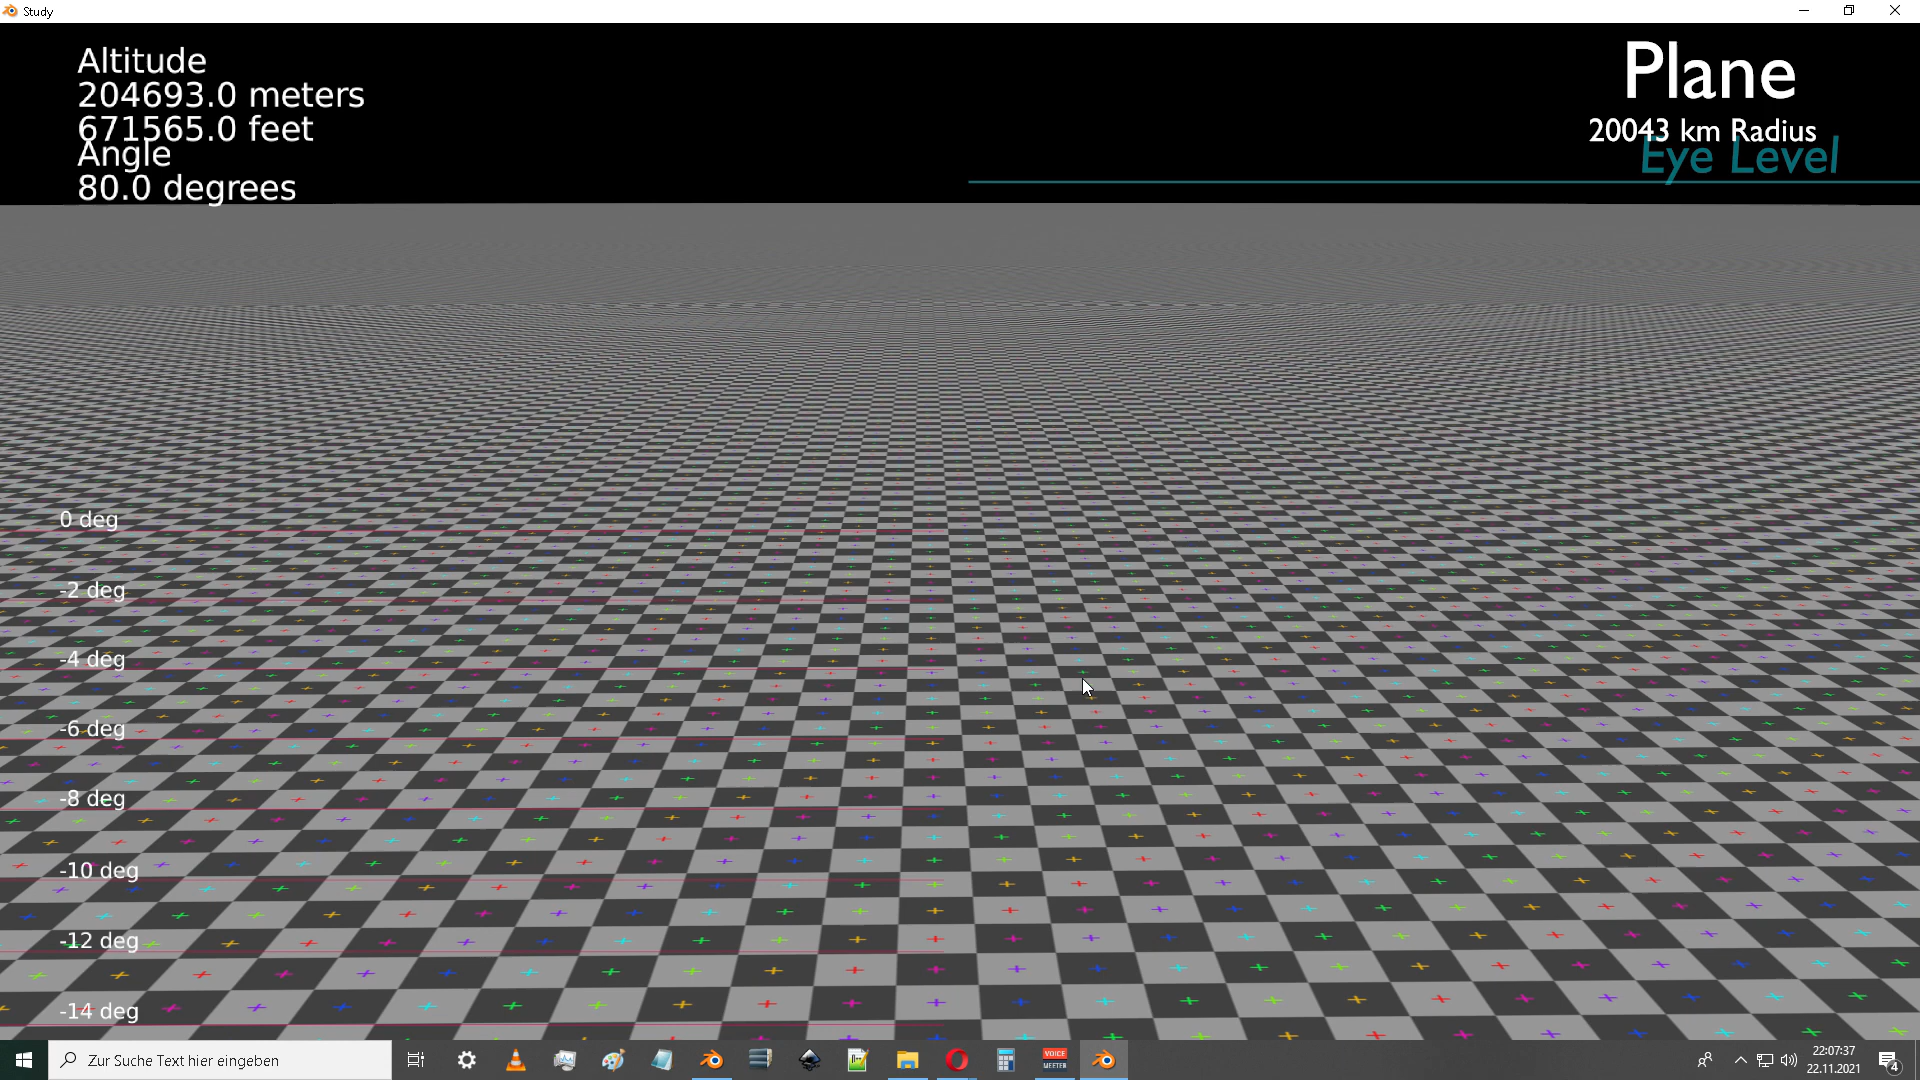 Study
Altitude
204693.0 meters
671565.0 feet
Angle
80.0 degrees
Plane
20043 km Radius
Eye Level
0 deg
-2 deg
-4 deg
-6 deg
-8 deg
-10 deg
-12 deg
-14 deg
Zur Suche Text hier eingeben
VOICE
MEETER
22:07:37
22.11.2021
4